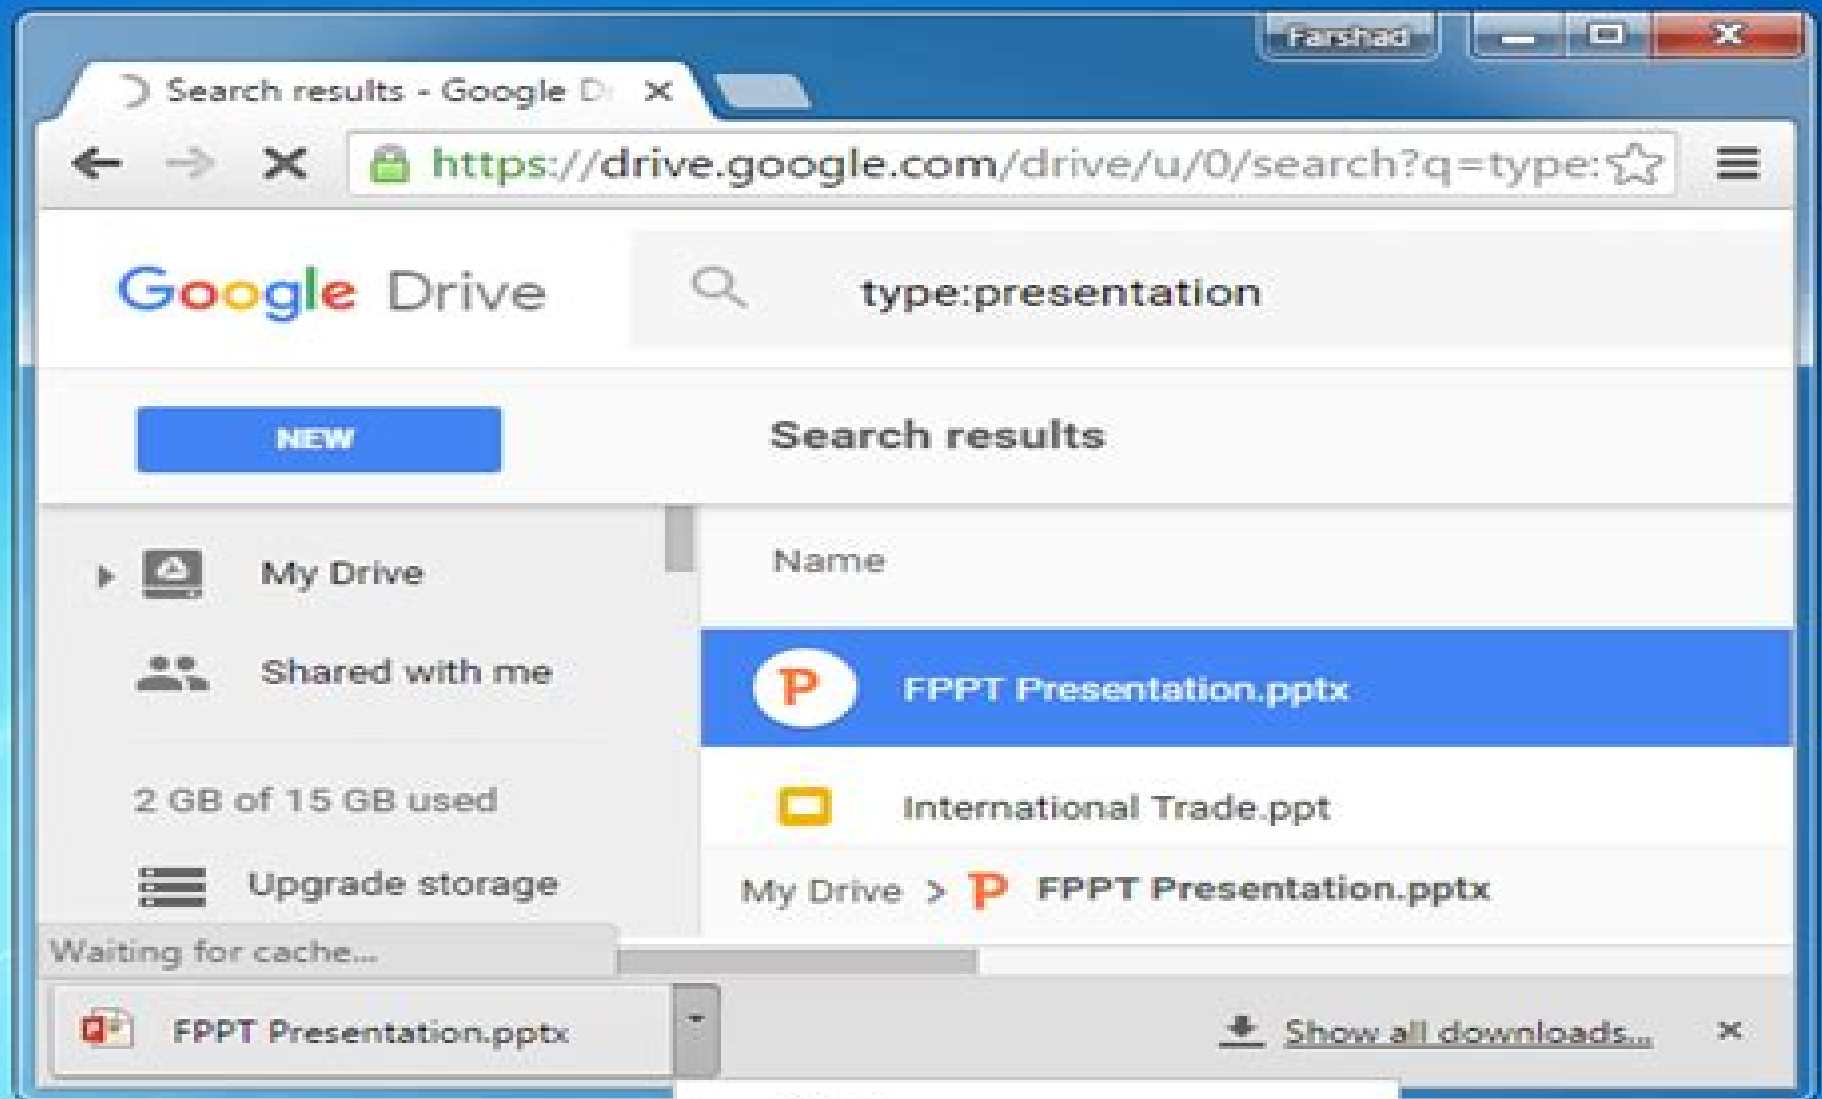 Farshad
Search results - Google D
https://drive.google.com/drive/u/0/search?q=type:
Google Drive
type:presentation
NEW
Search results
My Drive
Name
Shared with me
P FPPT Presentation.pptx
2 GB of 15 GB used
International Trade.ppt
Upgrade storage
My Drive > P FPPT Presentation.pptx
Waiting for cache...
FPPT Presentation.pptx
Show all downloads...